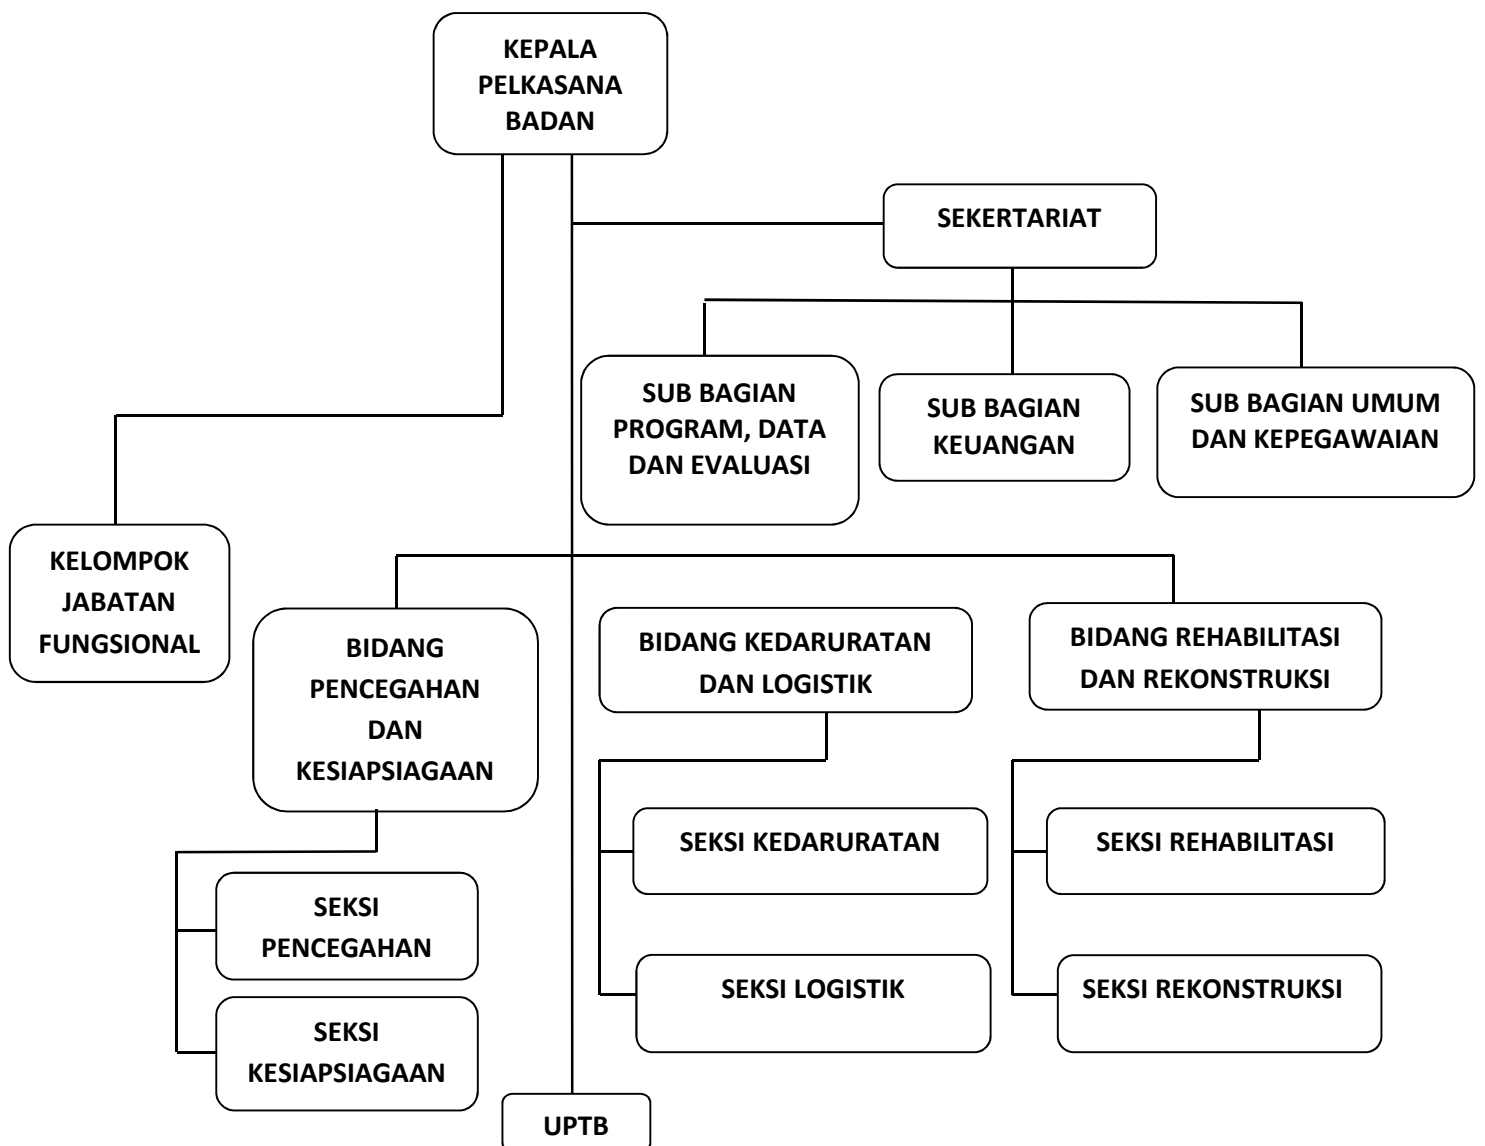 KEPALA
PELKASANA
BADAN
SEKERTARIAT
SUB BAGIAN
PROGRAM, DATA
DAN EVALUASI
SUB BAGIAN
KEUANGAN
SUB BAGIAN UMUM
DAN KEPEGAWAIAN
KELOMPOK
JABATAN
FUNGSIONAL
BIDANG
PENCEGAHAN
DAN
KESIAPSIAGAAN
BIDANG KEDARURATAN
DAN LOGISTIK
BIDANG REHABILITASI
DAN REKONSTRUKSI
SEKSI
PENCEGAHAN
SEKSI
KESIAPSIAGAAN
SEKSI KEDARURATAN
SEKSI LOGISTIK
SEKSI REHABILITASI
SEKSI REKONSTRUKSI
UPTB